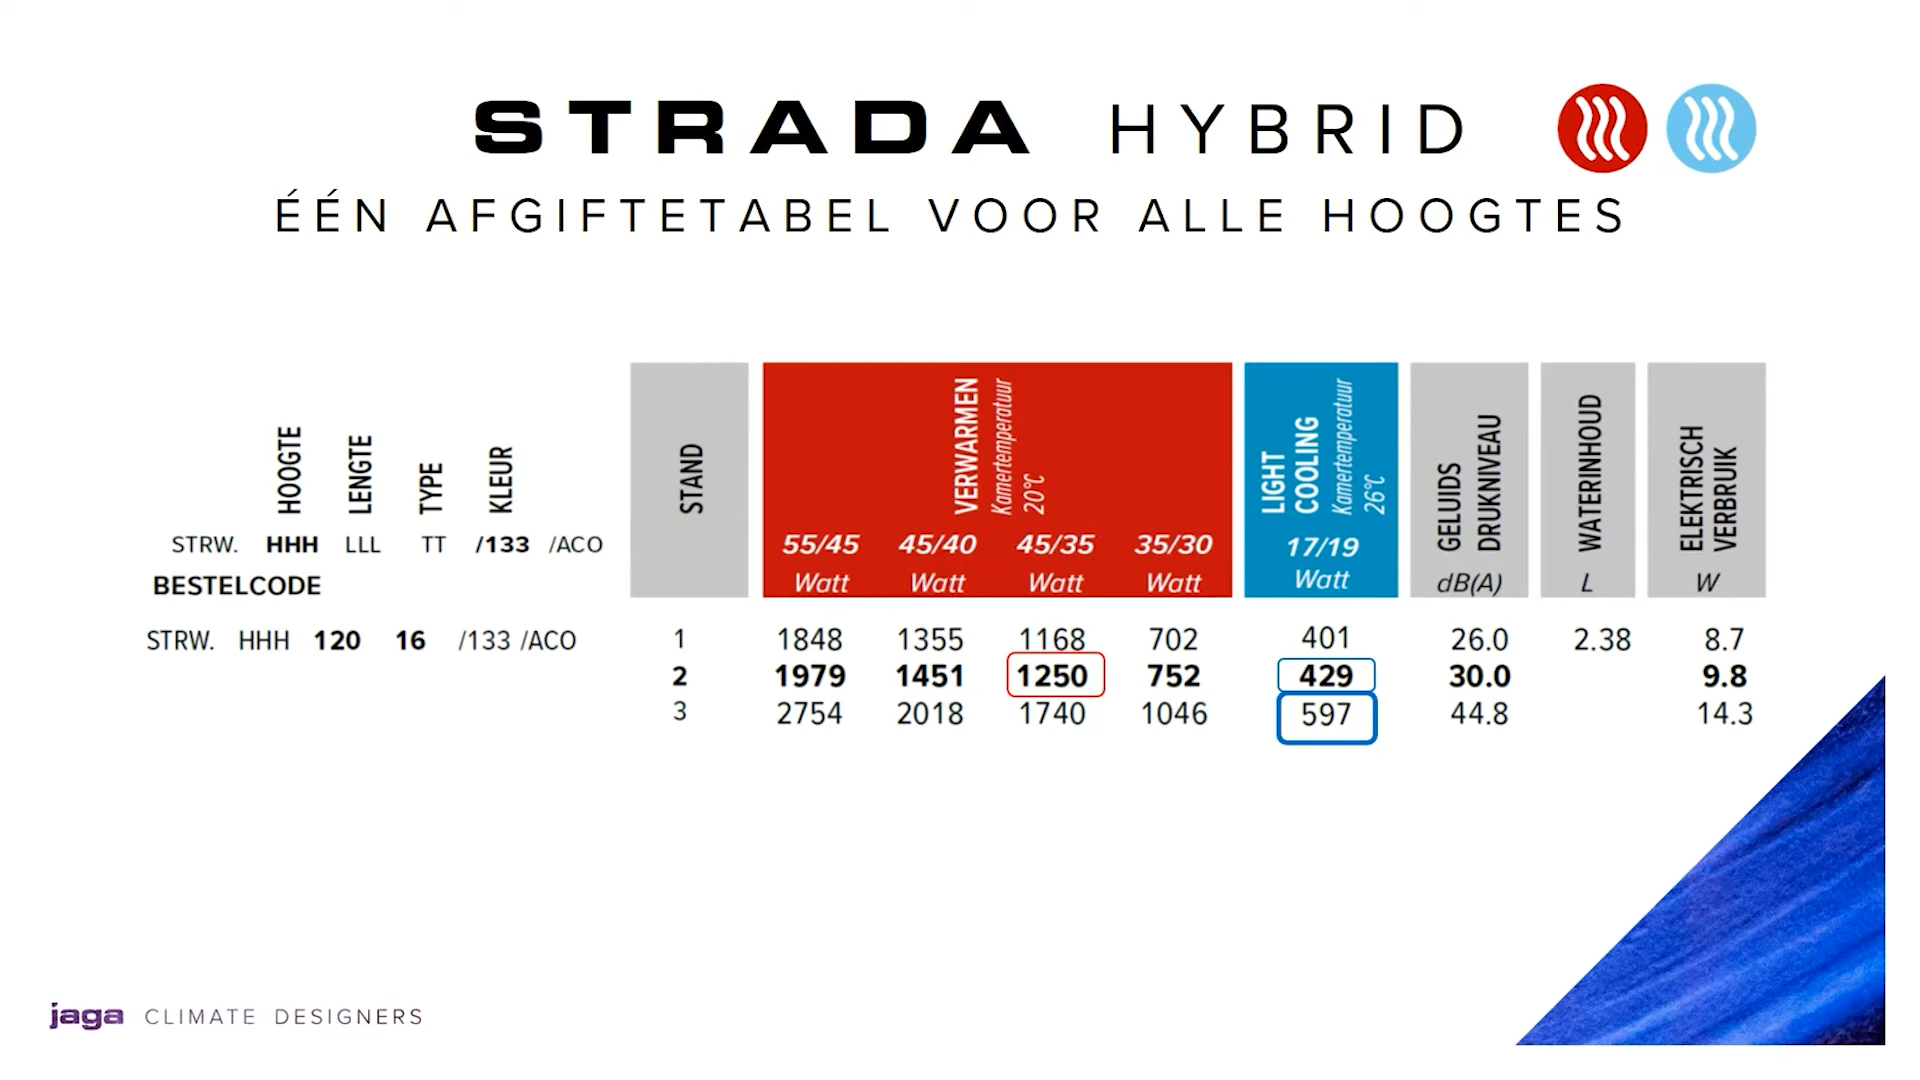 STRADA HYBRID
ÉÉN AFGIFTETABEL VOOR ALLE HOOGTES
HOOGTE LENGTE TYPE KLEUR
STRW. HHH LLL TT /133 /ACO
BESTELCODE
STAND
VERWARMEN
Kamertemperatuur
20°C
55/45 45/40 45/35 35/30
Watt Watt Watt Watt
LIGHT
COOLING
Kamertemperatuur
26°C
17/19
Watt
GELUIDS
DRUKNIVEAU
dB(A)
WATERINHOUD
L
ELEKTRISCH
VERBRUIK
W
STRW. HHH 120 16 /133 /ACO 1 1848 1355 1168 702 401 26.0 2.38 8.7
2 1979 1451 1250 752 429 30.0 9.8
3 2754 2018 1740 1046 597 44.8 14.3
jaga CLIMATE DESIGNERS